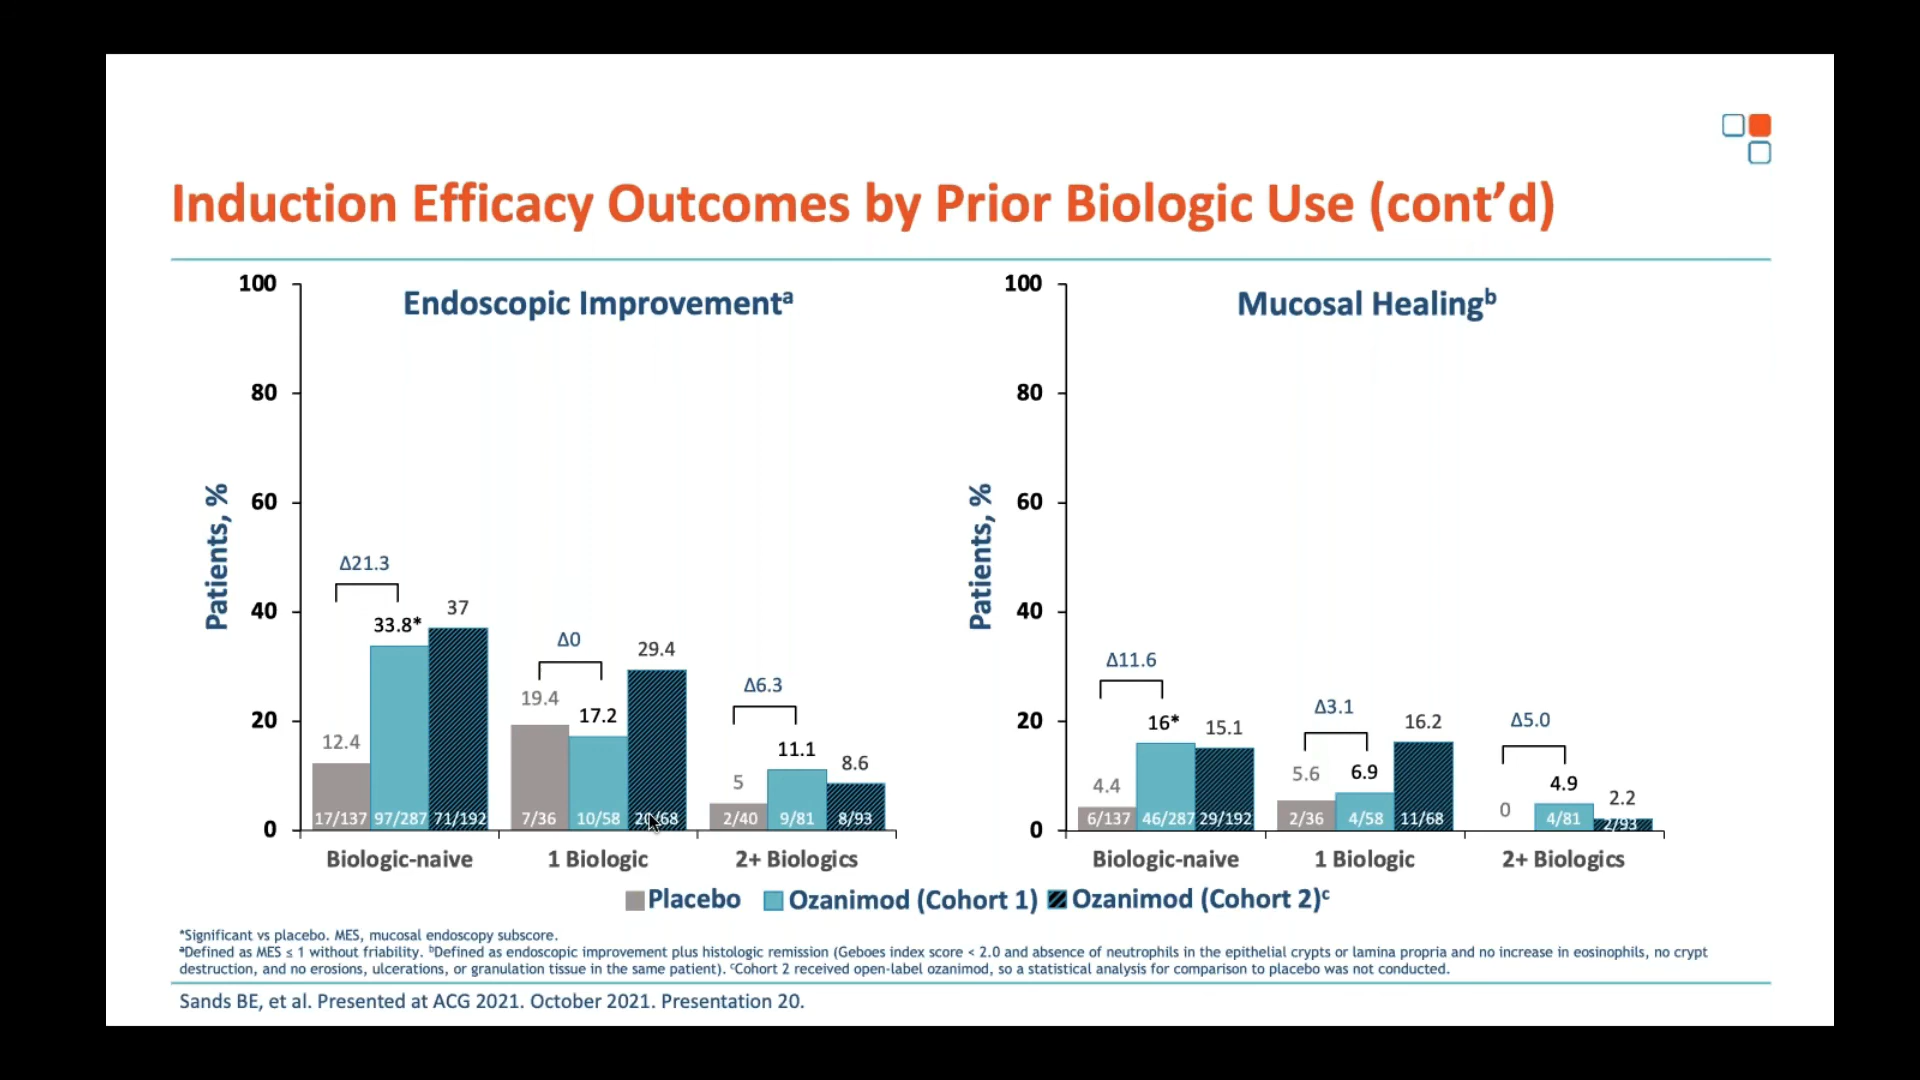 Induction Efficacy Outcomes by Prior Biologic Use (cont’d)
Endoscopic Improvementᵃ
Patients, %
100
80
60
40
20
0
Δ21.3
12.4
33.8*
37
17/137 97/287 71/192
Δ0
19.4
17.2
29.4
7/36 10/58 20/68
Δ6.3
5
11.1
8.6
2/40 9/81 8/93
Biologic-naive 1 Biologic 2+ Biologics
Mucosal Healingᵇ
Patients, %
100
80
60
40
20
0
Δ11.6
4.4
16*
15.1
6/137 46/287 29/192
Δ3.1
5.6
6.9
16.2
2/36 4/58 11/68
Δ5.0
0
4.9
2.2
4/81 2/93
Biologic-naive 1 Biologic 2+ Biologics
Placebo Ozanimod (Cohort 1) Ozanimod (Cohort 2)ᶜ
*Significant vs placebo. MES, mucosal endoscopy subscore.
ᵃDefined as MES ≤ 1 without friability. ᵇDefined as endoscopic improvement plus histologic remission (Geboes index score < 2.0 and absence of neutrophils in the epithelial crypts or lamina propria and no increase in eosinophils, no crypt
destruction, and no erosions, ulcerations, or granulation tissue in the same patient). ᶜCohort 2 received open-label ozanimod, so a statistical analysis for comparison to placebo was not conducted.
Sands BE, et al. Presented at ACG 2021. October 2021. Presentation 20.